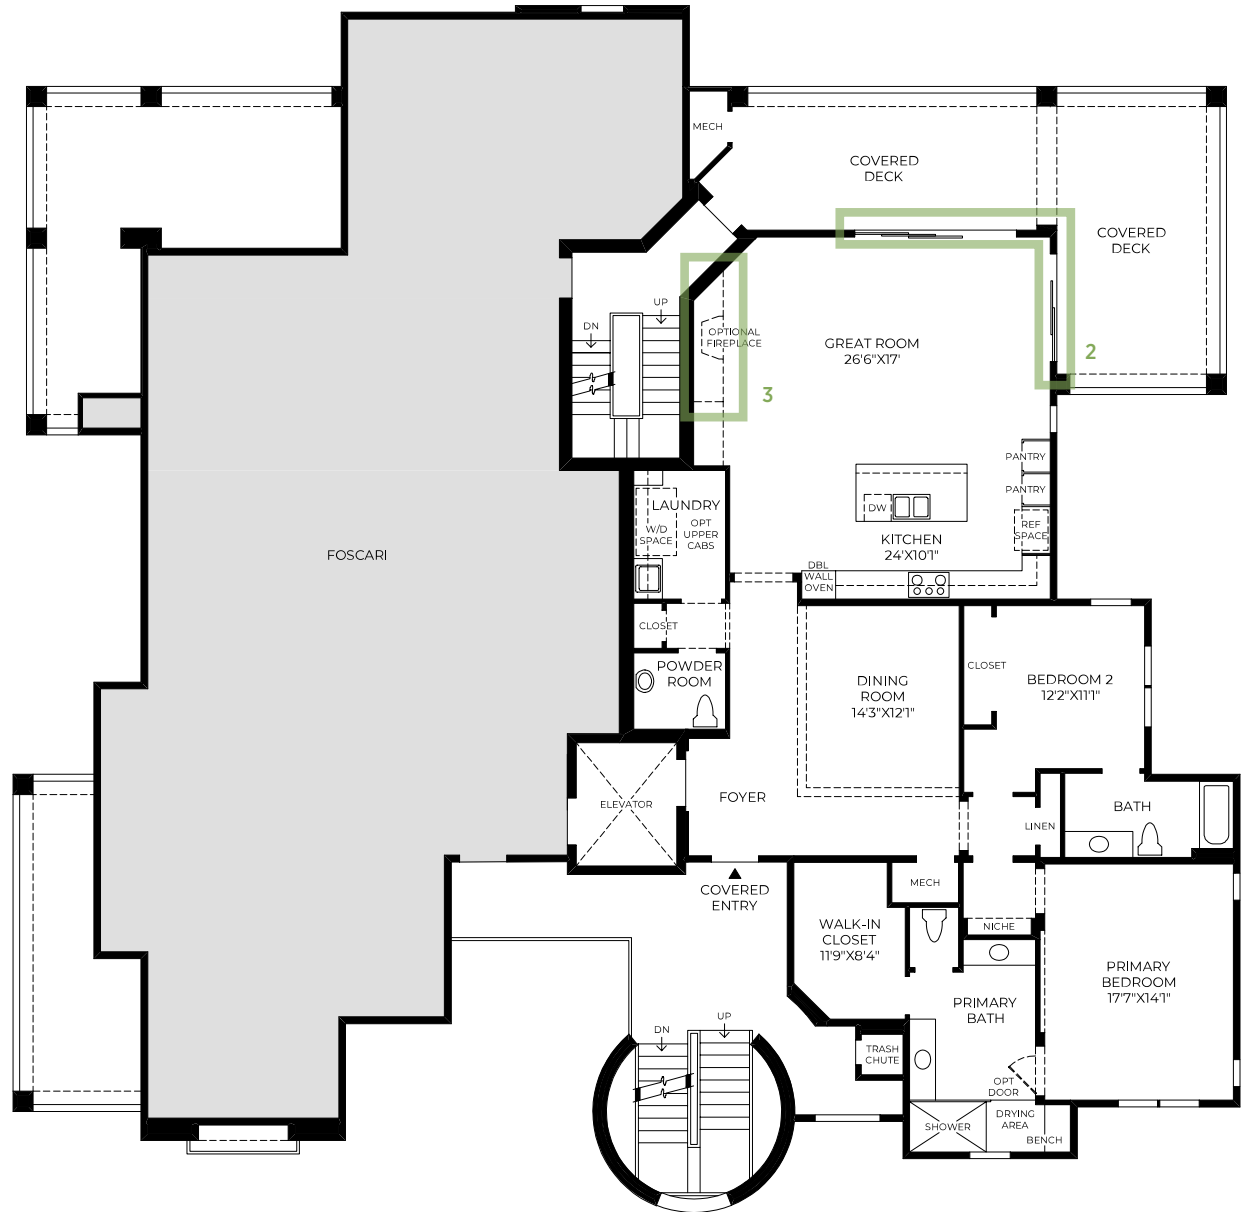 MECH
COVERED
DECK
COVERED
DECK
UP
DN
OPTIONAL
FIREPLACE
GREAT ROOM
26'6"X17'
2
3
PANTRY
PANTRY
LAUNDRY
W/D
SPACE
OPT
UPPER
CABS
DW
REF
SPACE
KITCHEN
24'X10'1"
FOSCARI
DBL
WALL
OVEN
CLOSET
POWDER
ROOM
CLOSET
DINING
ROOM
14'3"X12'1"
BEDROOM 2
12'2"X11'1"
ELEVATOR
FOYER
BATH
LINEN
COVERED
ENTRY
MECH
WALK-IN
CLOSET
11'9"X8'4"
NICHE
PRIMARY
BEDROOM
17'7"X14'1"
PRIMARY
BATH
DN
UP
TRASH
CHUTE
OPT
DOOR
SHOWER
DRYING
AREA
BENCH